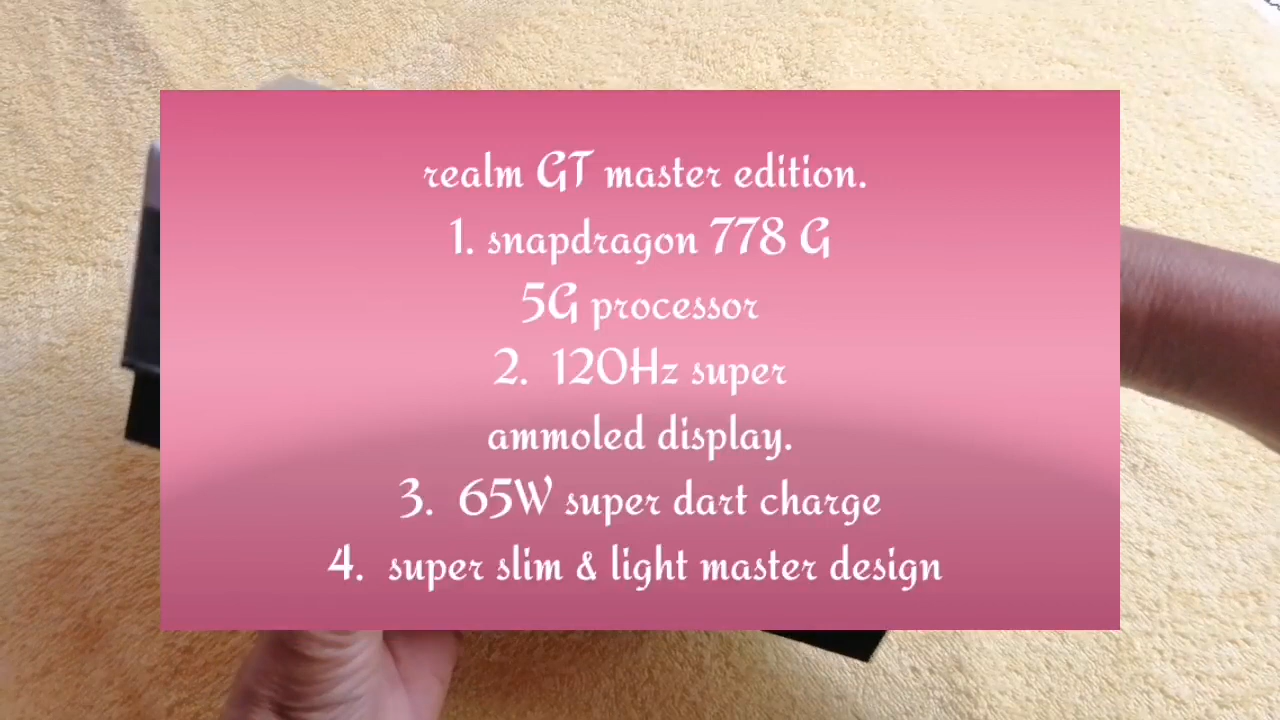 realm GT master edition.
1. snapdragon 778 G
5G processor
2. 120Hz super
ammoled display.
3. 65W super dart charge
4. super slim & light master design